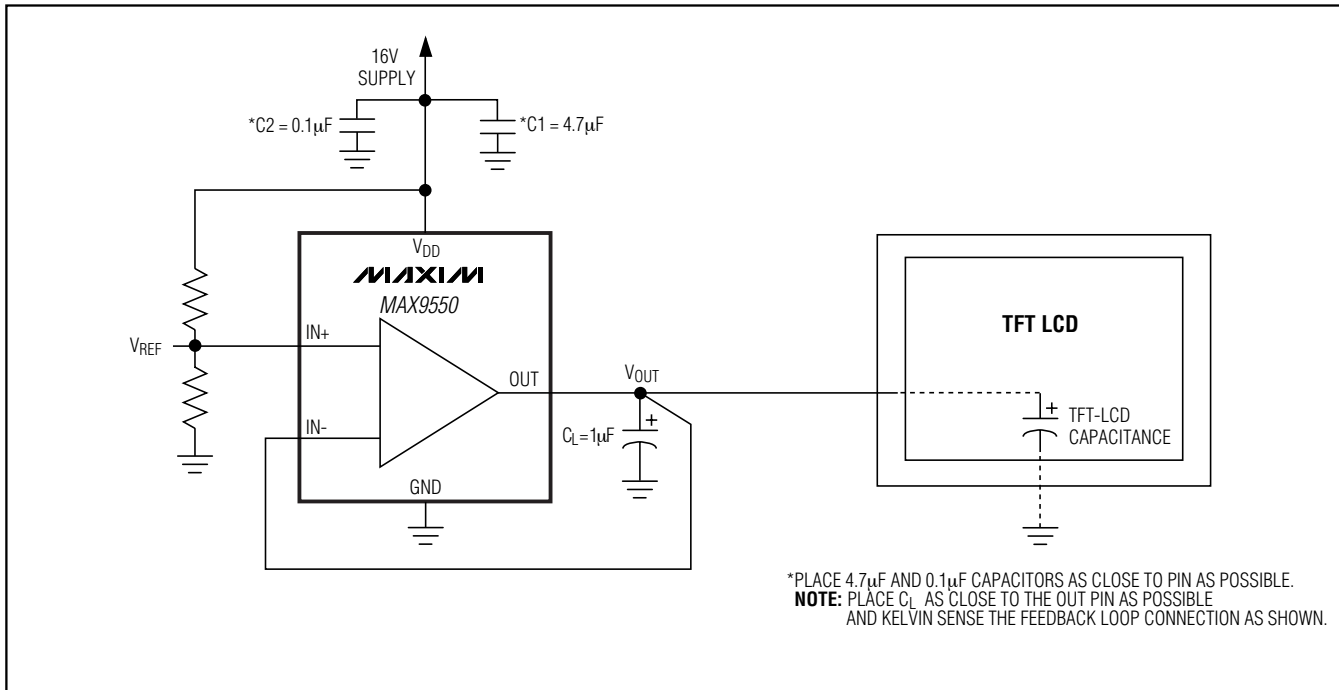 16V
SUPPLY
*C2 = 0.1µF
*C1 = 4.7µF
VDD
MAXIM
MAX9550
TFT LCD
IN+
VREF
OUT
VOUT
IN-
CL=1µF
+
+
TFT-LCD
CAPACITANCE
GND
*PLACE 4.7µF AND 0.1µF CAPACITORS AS CLOSE TO PIN AS POSSIBLE.
NOTE: PLACE CL AS CLOSE TO THE OUT PIN AS POSSIBLE
AND KELVIN SENSE THE FEEDBACK LOOP CONNECTION AS SHOWN.